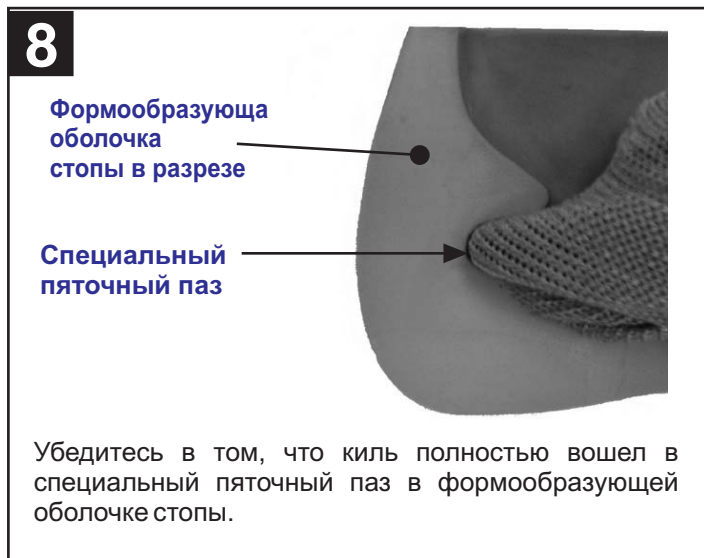 8
Формообразующа
оболочка
стопы в разрезе
Специальный
пяточный паз
Убедитесь в том, что киль полностью вошел в
специальный пяточный паз в формообразующей
оболочке стопы.